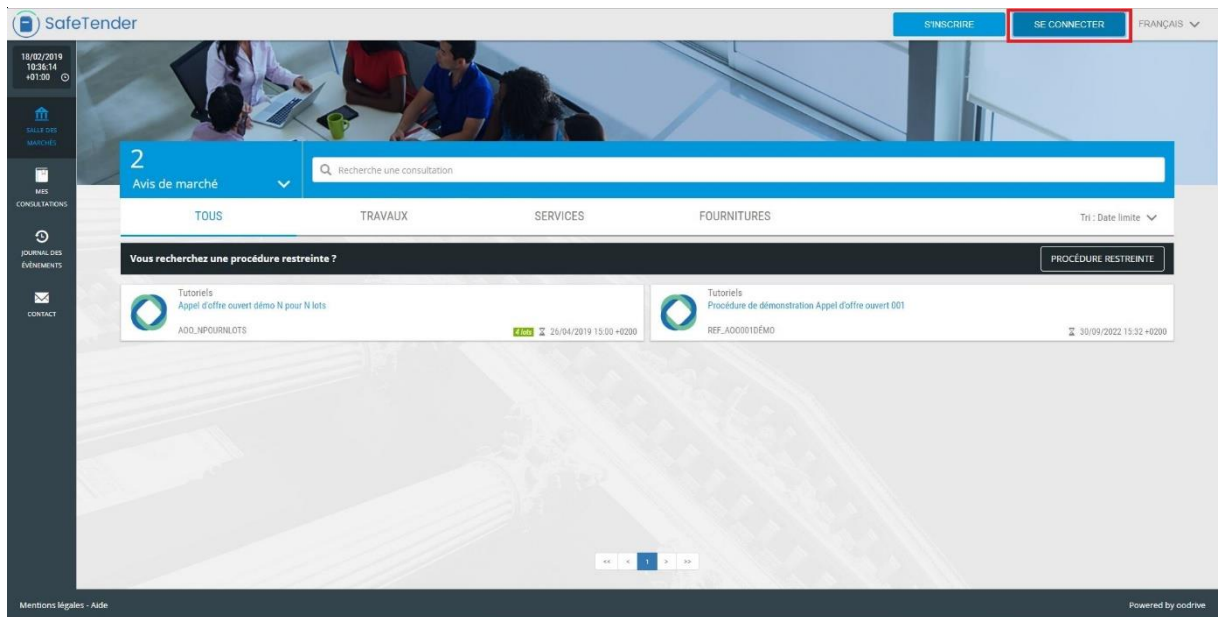 SafeTender
S'INSCRIRE
SE CONNECTER
FRANÇAIS
18/02/2019
10:36:14
+01:00
SALLE DES
MARCHÉS
MES
CONSULTATIONS
JOURNAL DES
ÉVÈNEMENTS
CONTACT
2
Avis de marché
Recherche une consultation
TOUS
TRAVAUX
SERVICES
FOURNITURES
Tri : Date limite
Vous recherchez une procédure restreinte ?
PROCÉDURE RESTREINTE
Tutoriels
Appel d'offre ouvert démo N pour N lots
AOO_NPOURNLOTS
4 lots
26/04/2019 15:00 +0200
Tutoriels
Procédure de démonstration Appel d'offre ouvert 001
REF_AOO001DÉMO
30/09/2022 15:32 +0200
<< < 1 > >>
Mentions légales - Aide
Powered by oodrive